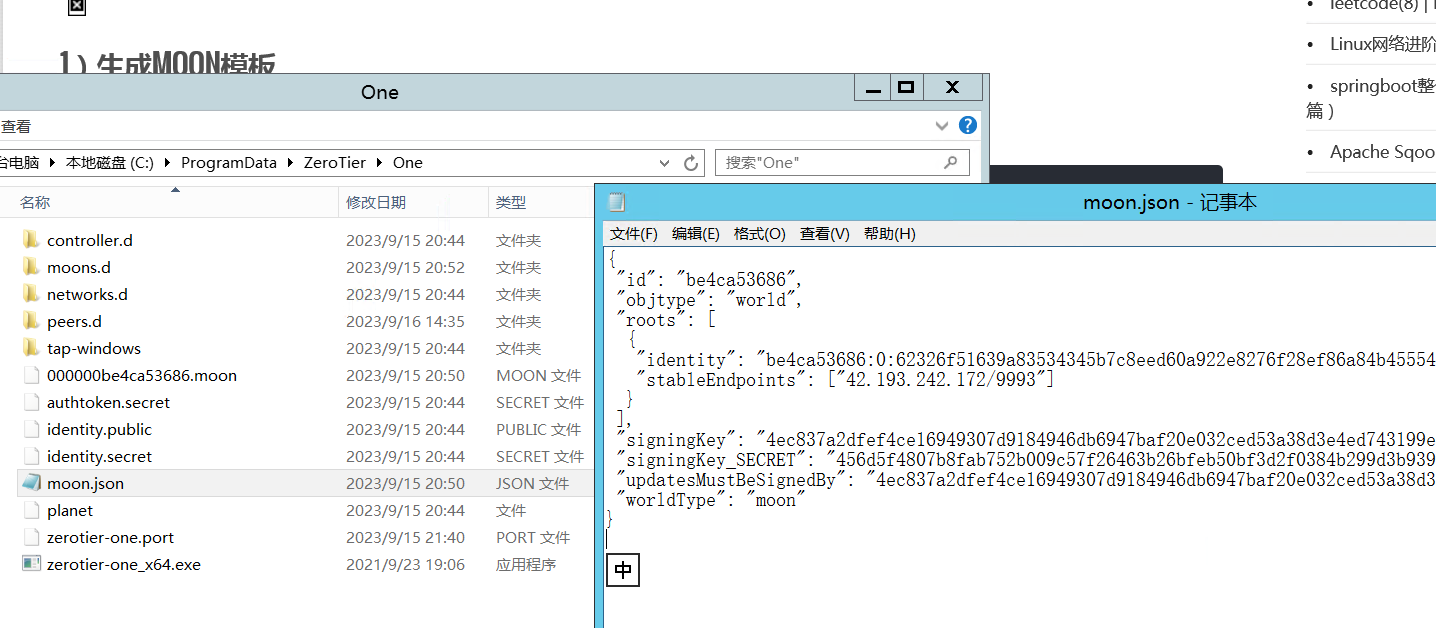 1）生成MOON模板
leetcode(8) |
Linux网络进阶
springboot整
篇 )
Apache Sqoo
One
查看
台电脑 本地磁盘 (C:) ProgramData ZeroTier One
搜索"One"
名称 修改日期 类型
controller.d 2023/9/15 20:44 文件夹
moons.d 2023/9/15 20:52 文件夹
networks.d 2023/9/15 20:44 文件夹
peers.d 2023/9/16 14:35 文件夹
tap-windows 2023/9/15 20:44 文件夹
000000be4ca53686.moon 2023/9/15 20:50 MOON 文件
authtoken.secret 2023/9/15 20:44 SECRET 文件
identity.public 2023/9/15 20:44 PUBLIC 文件
identity.secret 2023/9/15 20:44 SECRET 文件
moon.json 2023/9/15 20:50 JSON 文件
planet 2023/9/15 20:44 文件
zerotier-one.port 2023/9/15 21:40 PORT 文件
zerotier-one_x64.exe 2021/9/23 19:06 应用程序
moon.json - 记事本
文件(F) 编辑(E) 格式(O) 查看(V) 帮助(H)
{
"id": "be4ca53686",
"objtype": "world",
"roots": [
{
"identity": "be4ca53686:0:62326f51639a83534345b7c8eed60a922e8276f28ef86a84b45554
"stableEndpoints": ["42.193.242.172/9993"]
}
],
"signingKey": "4ec837a2dfef4ce16949307d9184946db6947baf20e032ced53a38d3e4ed743199e
"signingKey_SECRET": "456d5f4807b8fab752b009c57f26463b26bfeb50bf3d2f0384b299d3b939
"updatesMustBeSignedBy": "4ec837a2dfef4ce16949307d9184946db6947baf20e032ced53a38d3
"worldType": "moon"
}
中